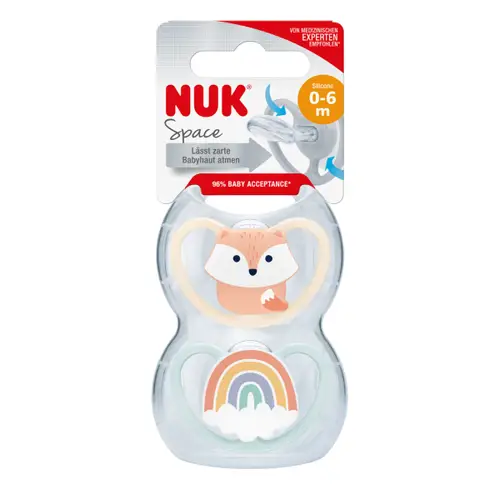 VON MEDIZINISCHEN
EXPERTEN
EMPFOHLEN*
NUK
Space
Lässt zarte
Babyhaut atmen
Silicone
0-6
m
96% BABY ACCEPTANCE*